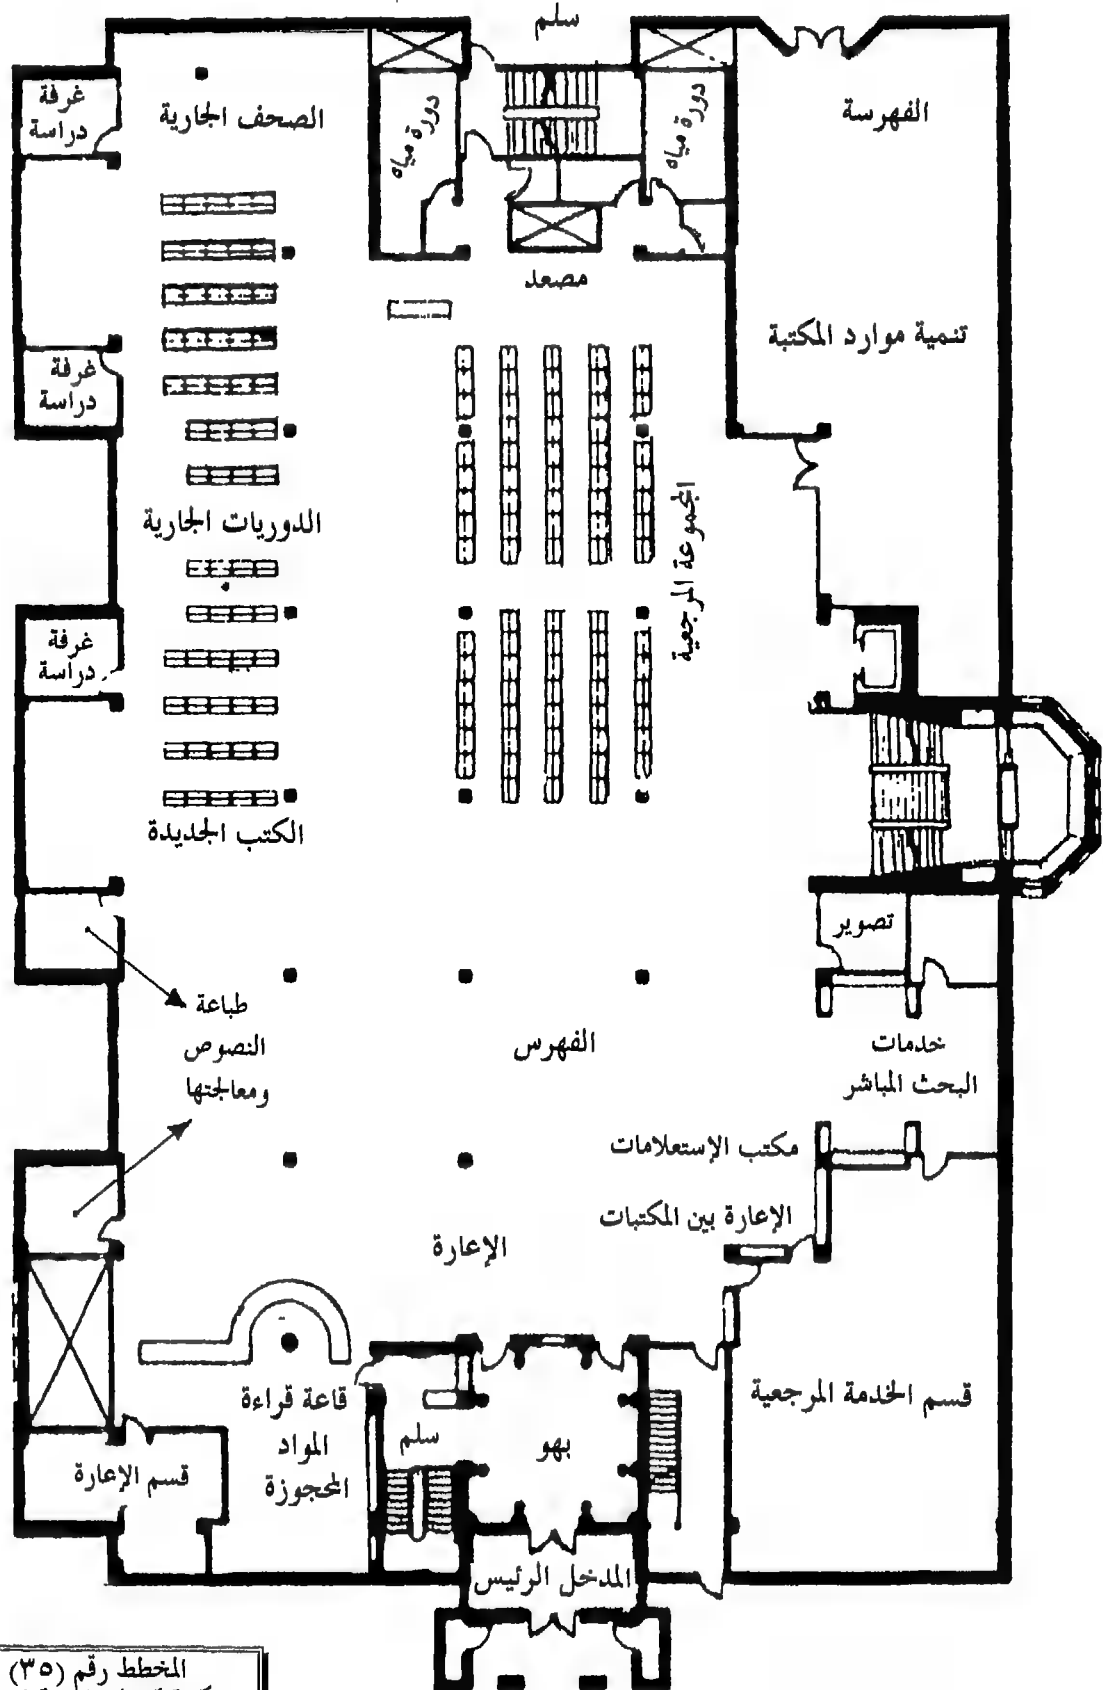 سلم
غرفة
دراسة
الصحف الجارية
دورة مياه
دورة مياه
الفهرسة
مصعد
تنمية موارد المكتبة
غرفة
دراسة
الدوريات الجارية
المجموعة المرجعية
غرفة
دراسة
الكتب الجديدة
تصوير
طباعة
النصوص
ومعالجتها
الفهرس
خدمات
البحث المباشر
مكتب الإستعلامات
الإعارة بين المكتبات
الإعارة
قاعة قراءة
المواد
المحجوزة
سلم
بهو
قسم الخدمة المرجعية
قسم الإعارة
المدخل الرئيس
المخطط رقم (٣٥)